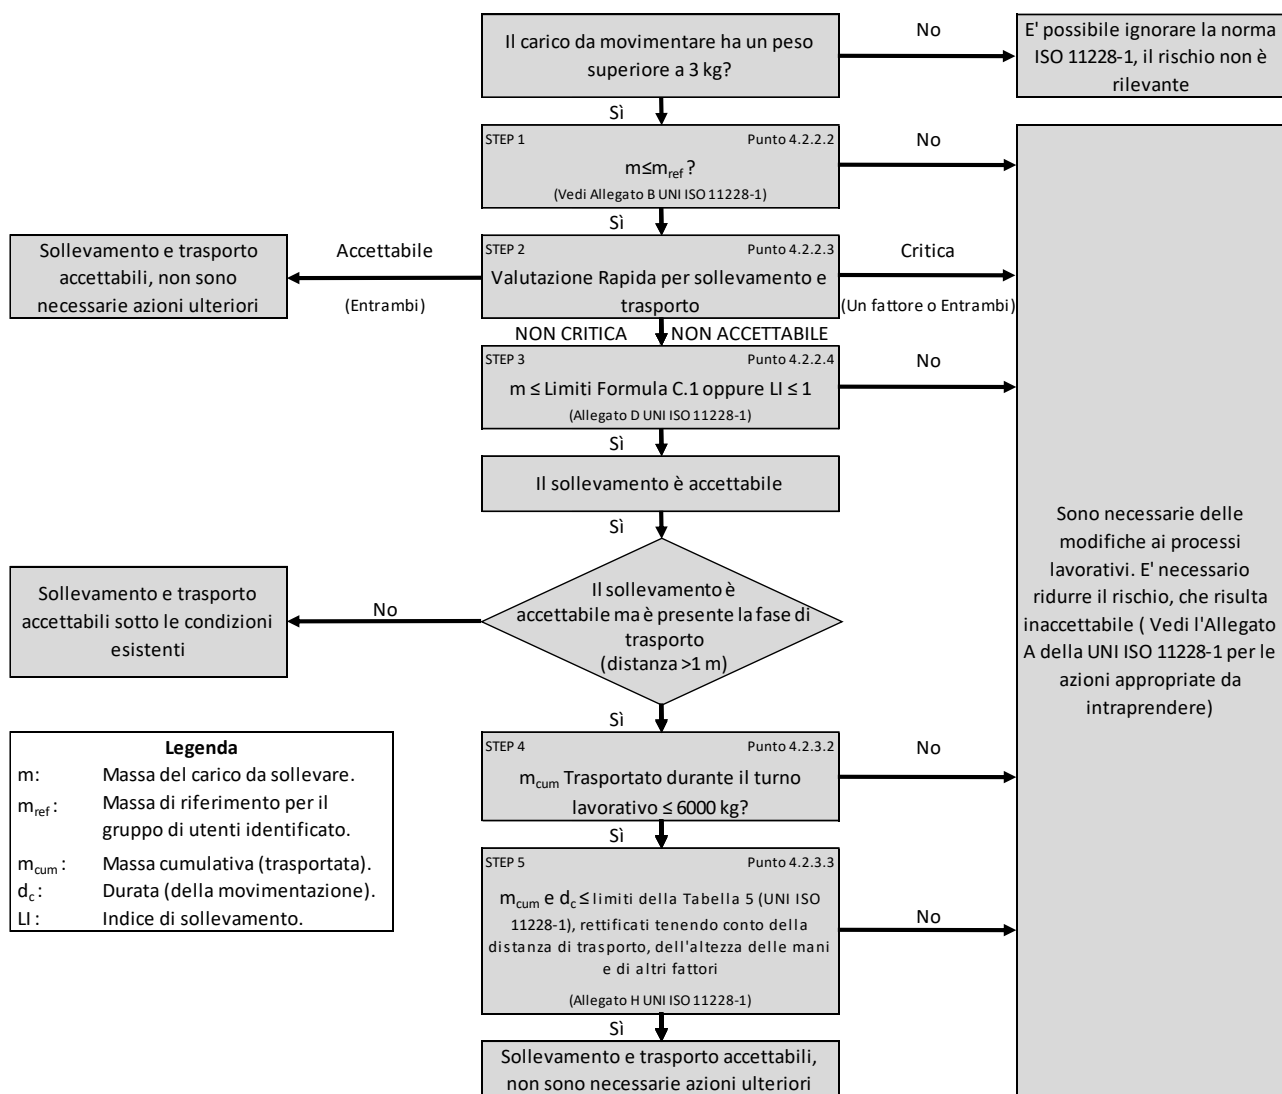 Il carico da movimentare ha un peso
superiore a 3 kg?
No
E' possibile ignorare la norma
ISO 11228-1, il rischio non è
rilevante
Sì
STEP 1 Punto 4.2.2.2
m≤mref ?
(Vedi Allegato B UNI ISO 11228-1)
No
Sì
Sollevamento e trasporto
accettabili, non sono
necessarie azioni ulteriori
Accettabile
(Entrambi)
STEP 2 Punto 4.2.2.3
Valutazione Rapida per sollevamento e
trasporto
Critica
(Un fattore o Entrambi)
NON CRITICA NON ACCETTABILE
STEP 3 Punto 4.2.2.4
m ≤ Limiti Formula C.1 oppure LI ≤ 1
(Allegato D UNI ISO 11228-1)
No
Sì
Il sollevamento è accettabile
Sì
Il sollevamento è
accettabile ma è presente la fase di
trasporto
(distanza >1 m)
No
Sollevamento e trasporto
accettabili sotto le condizioni
esistenti
Sono necessarie delle
modifiche ai processi
lavorativi. E' necessario
ridurre il rischio, che risulta
inaccettabile ( Vedi l'Allegato
A della UNI ISO 11228-1 per le
azioni appropriate da
intraprendere)
Sì
STEP 4 Punto 4.2.3.2
mcum Trasportato durante il turno
lavorativo ≤ 6000 kg?
No
Sì
STEP 5 Punto 4.2.3.3
mcum e dc ≤ limiti della Tabella 5 (UNI ISO
11228-1), rettificati tenendo conto della
distanza di trasporto, dell'altezza delle mani
e di altri fattori
(Allegato H UNI ISO 11228-1)
No
Sì
Sollevamento e trasporto accettabili,
non sono necessarie azioni ulteriori
Legenda
m: Massa del carico da sollevare.
mref : Massa di riferimento per il
gruppo di utenti identificato.
mcum : Massa cumulativa (trasportata).
dc : Durata (della movimentazione).
LI : Indice di sollevamento.